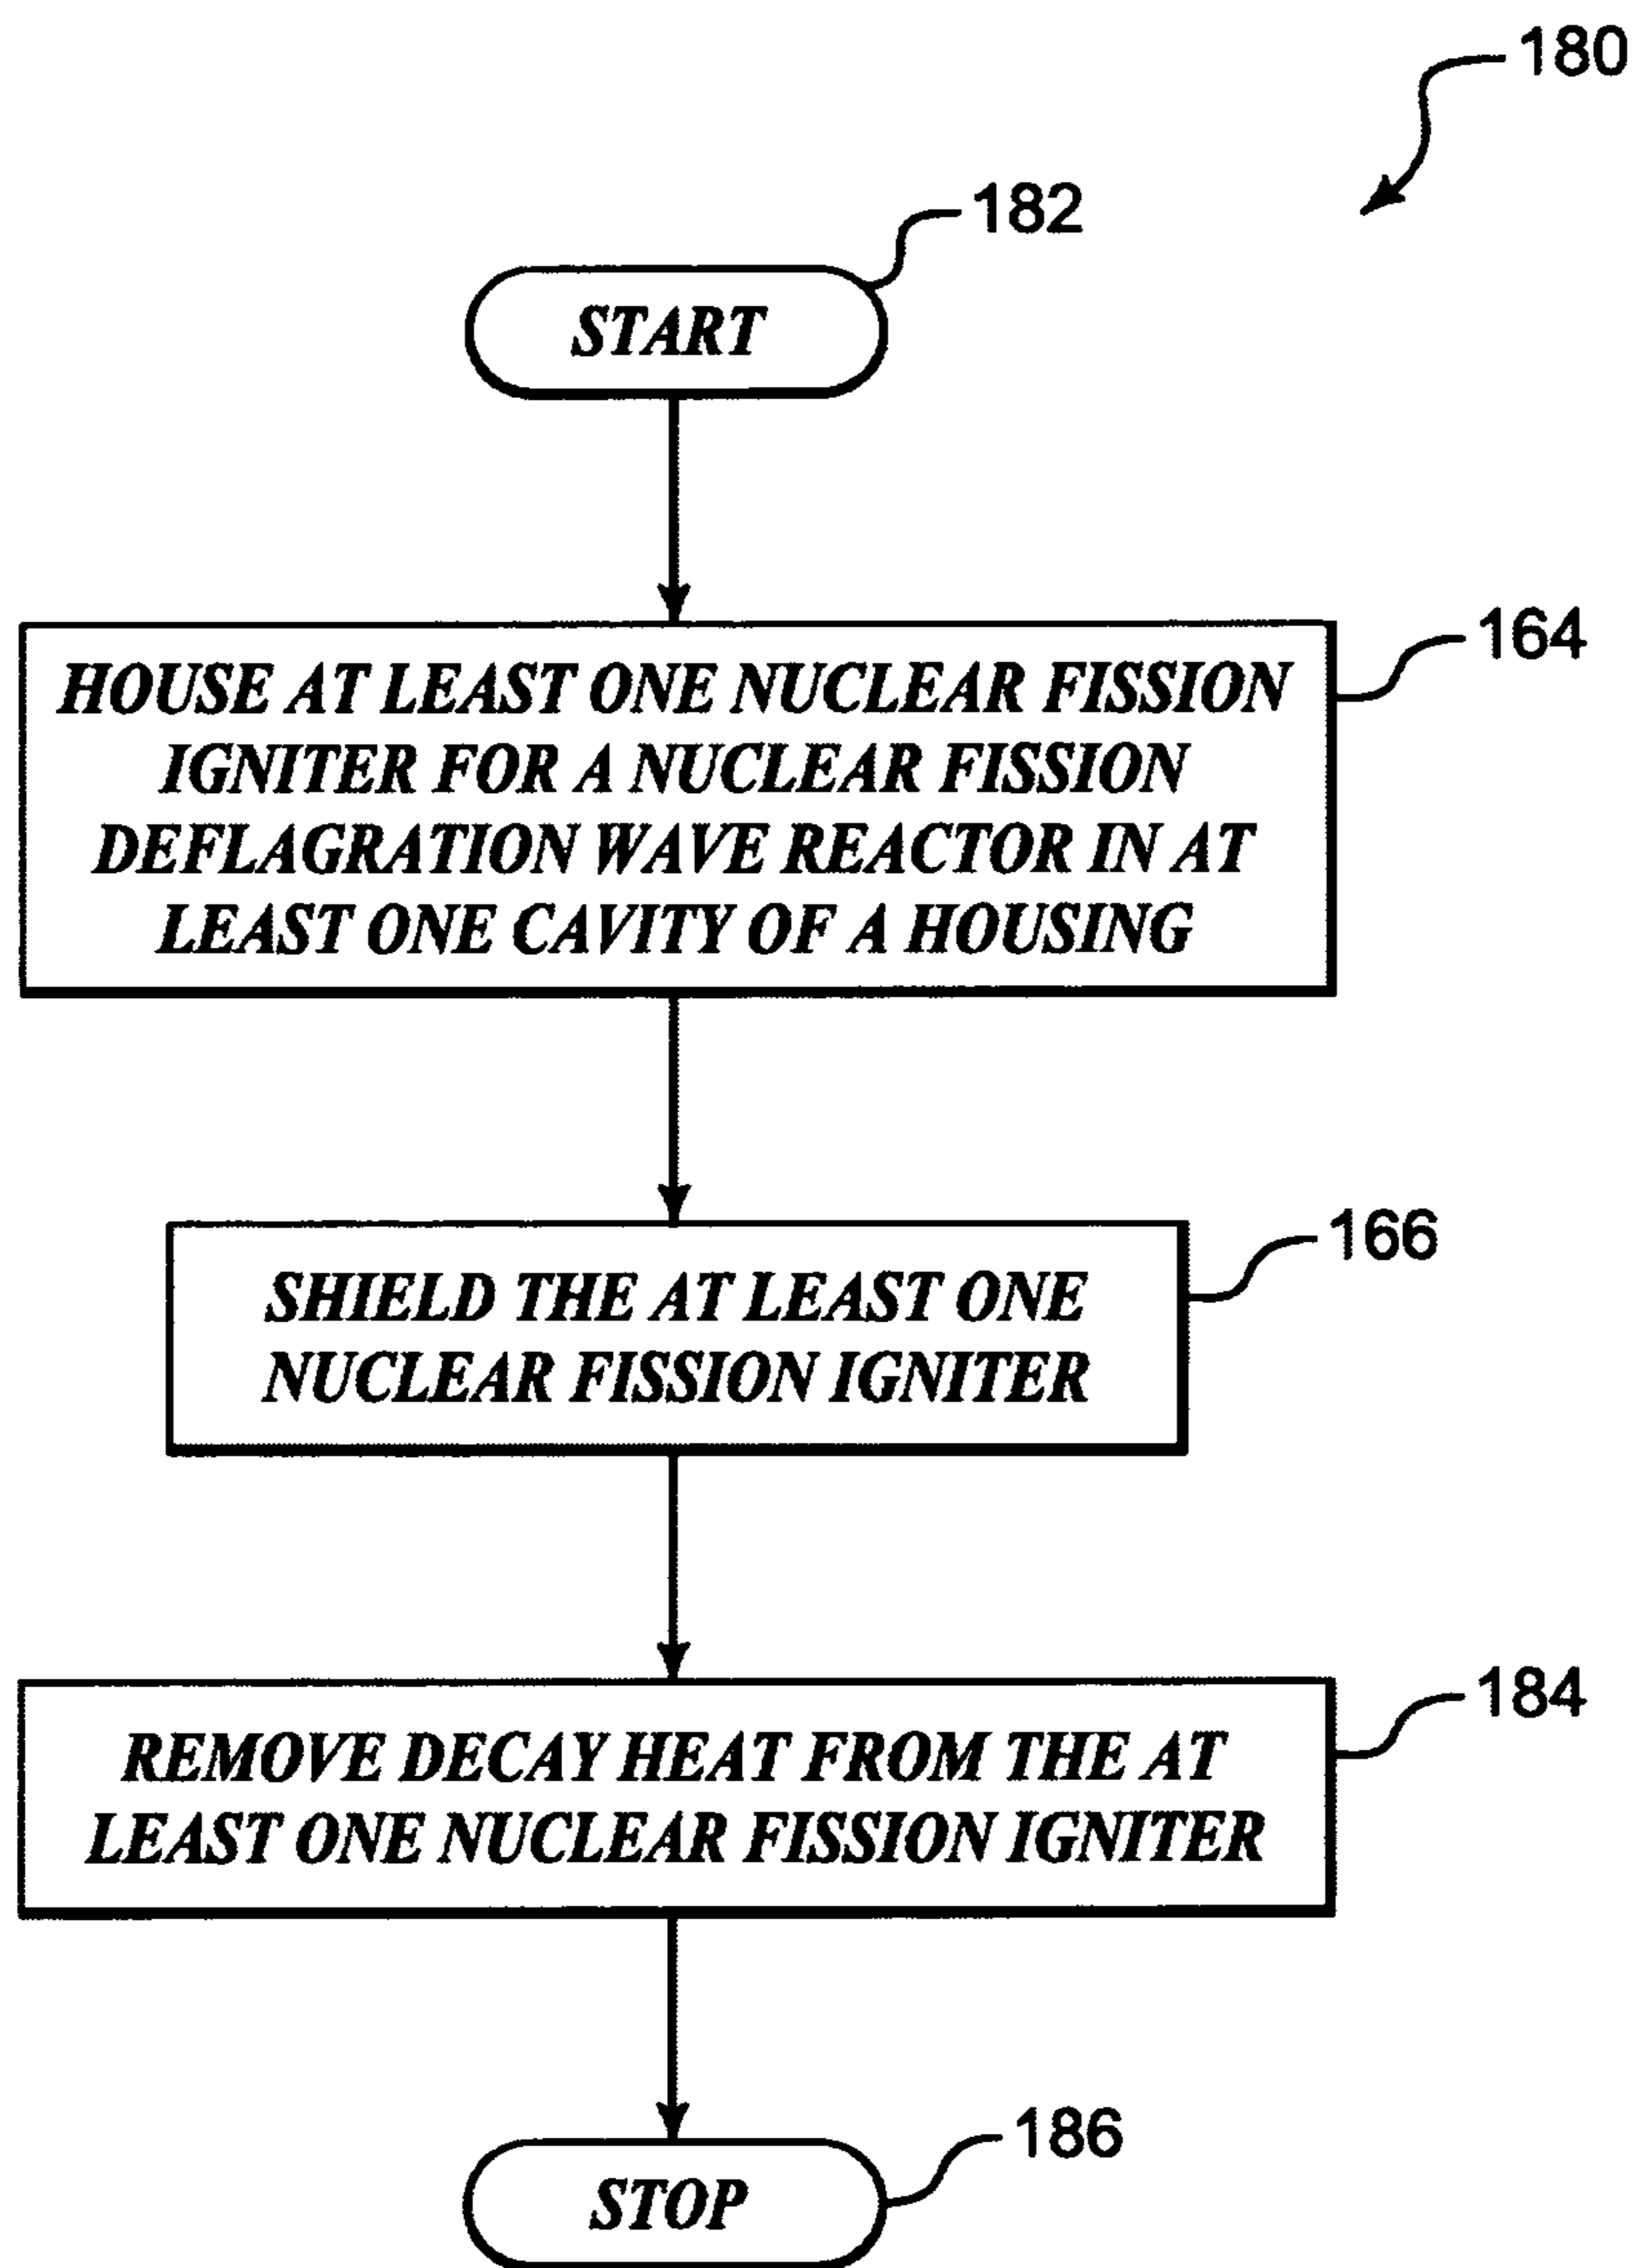 180
182
START
164
HOUSE AT LEAST ONE NUCLEAR FISSION
IGNITER FOR A NUCLEAR FISSION
DEFLAGRATION WAVE REACTOR IN AT
LEAST ONE CAVITY OF A HOUSING
166
SHIELD THE AT LEAST ONE
NUCLEAR FISSION IGNITER
184
REMOVE DECAY HEAT FROM THE AT
LEAST ONE NUCLEAR FISSION IGNITER
186
STOP